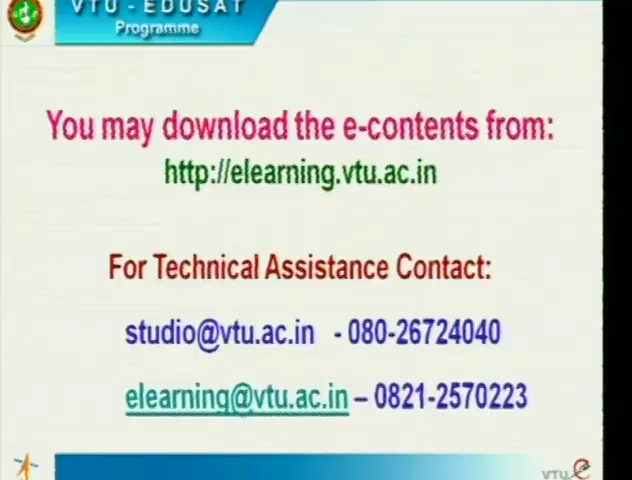 VTU - EDUSAT
Programme
You may download the e-contents from:
http://elearning.vtu.ac.in
For Technical Assistance Contact:
studio@vtu.ac.in - 080-26724040
elearning@vtu.ac.in – 0821-2570223
VTU e